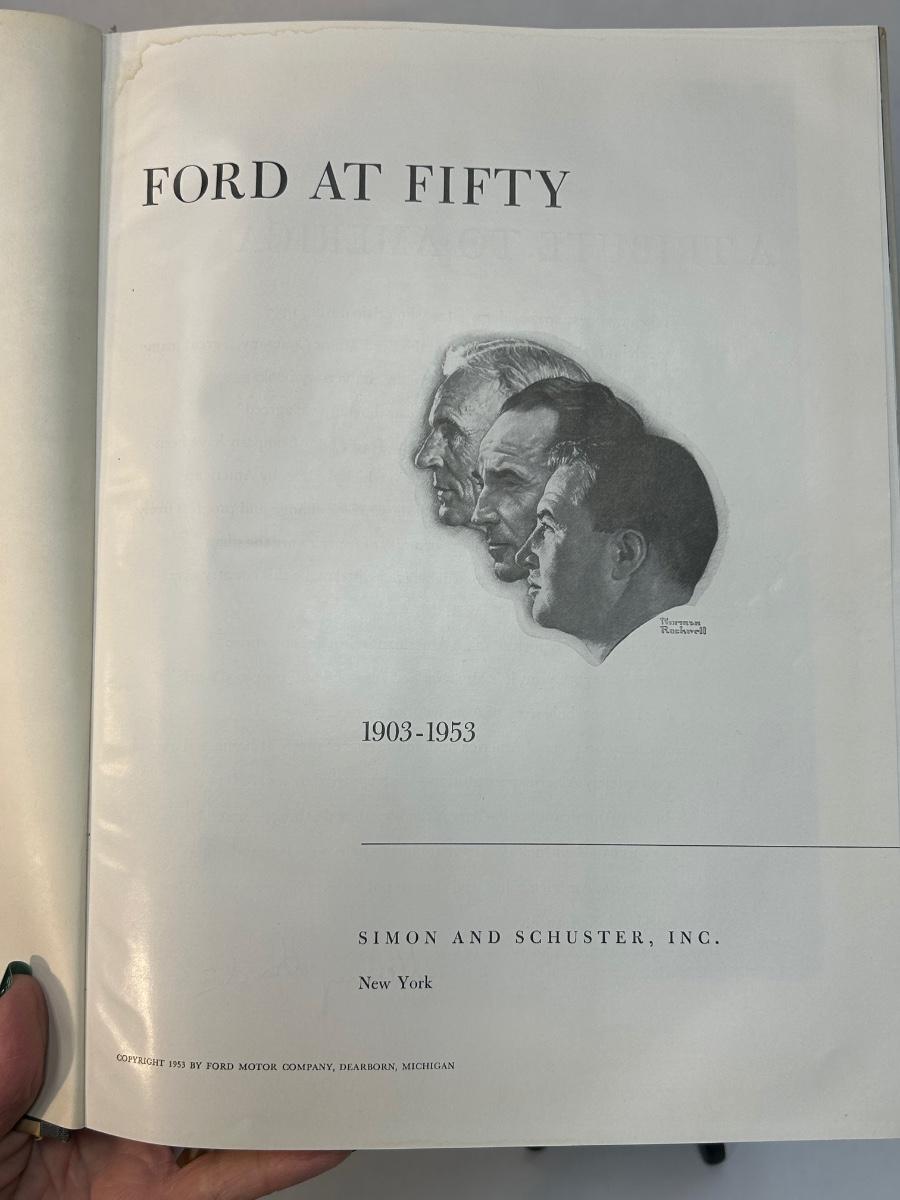 FORD AT FIFTY
Norman
Rockwell
1903-1953
SIMON AND SCHUSTER, INC.
New York
COPYRIGHT 1953 BY FORD MOTOR COMPANY, DEARBORN, MICHIGAN